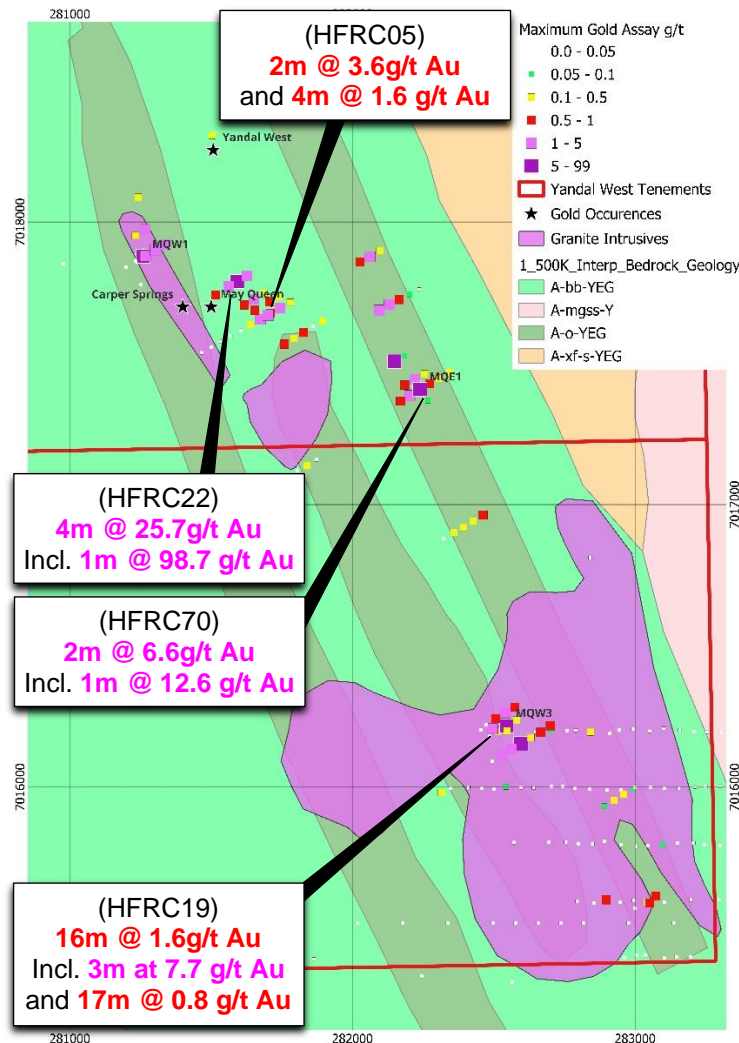 281000
282000
283000
(HFRC05)
2m @ 3.6g/t Au
and 4m @ 1.6 g/t Au
Maximum Gold Assay g/t
0.0 - 0.05
0.05 - 0.1
0.1 - 0.5
0.5 - 1
1 - 5
5 - 99
Yandal West Tenements
Gold Occurences
Granite Intrusives
1_500K_Interp_Bedrock_Geology
A-bb-YEG
A-mgss-Y
A-o-YEG
A-xf-s-YEG
Yandal West
7018000
7018000
MQW1
Carper Springs
May Queen
MQE1
(HFRC22)
4m @ 25.7g/t Au
Incl. 1m @ 98.7 g/t Au
7017000
7017000
(HFRC70)
2m @ 6.6g/t Au
Incl. 1m @ 12.6 g/t Au
MQW3
7016000
7016000
(HFRC19)
16m @ 1.6g/t Au
Incl. 3m at 7.7 g/t Au
and 17m @ 0.8 g/t Au
281000
282000
283000